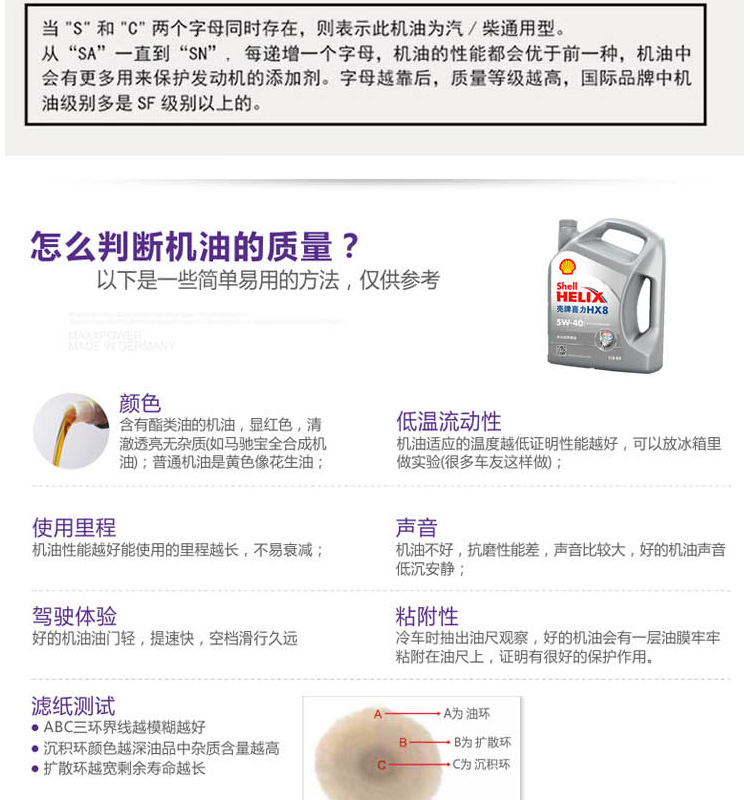 当 "S" 和 "C" 两个字母同时存在，则表示此机油为汽 / 柴通用型。
从 “SA” 一直到 “SN”，每递增一个字母，机油的性能都会优于前一种，机油中
会有更多用来保护发动机的添加剂。字母越靠后，质量等级越高，国际品牌中机
油级别多是 SF 级别以上的。
怎么判断机油的质量？
以下是一些简单易用的方法，仅供参考
MAXXPOWER
MADE IN GERMANY
Shell
HELIX
壳牌喜力HX8
5W-40
颜色
含有酯类油的机油，显红色，清
澈透亮无杂质(如马驰宝全合成机
油)；普通机油是黄色像花生油；
低温流动性
机油适应的温度越低证明性能越好，可以放冰箱里
做实验(很多车友这样做)；
使用里程
机油性能越好能使用的里程越长，不易衰减；
声音
机油不好，抗磨性能差，声音比较大，好的机油声音
低沉安静；
驾驶体验
好的机油油门轻，提速快，空档滑行久远
粘附性
冷车时抽出油尺观察，好的机油会有一层油膜牢牢
粘附在油尺上，证明有很好的保护作用。
滤纸测试
● ABC三环界线越模糊越好
● 沉积环颜色越深油品中杂质含量越高
● 扩散环越宽剩余寿命越长
A A为 油环
B B为 扩散环
C C为 沉积环